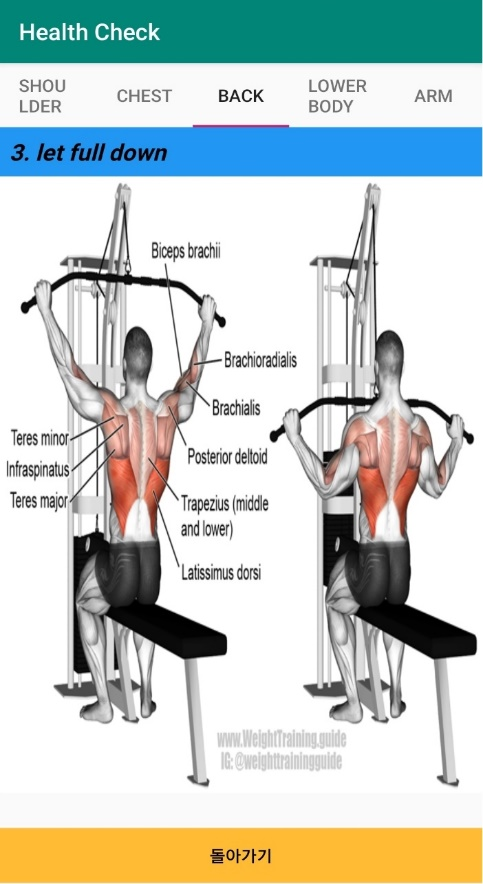 Health Check
SHOU
LDER
CHEST
BACK
LOWER
BODY
ARM
3. let full down
Biceps brachii
Brachioradialis
Brachialis
Teres minor
Infraspinatus
Teres major
Posterior deltoid
Trapezius (middle
and lower)
Latissimus dorsi
www.WeightTraining.guide
IG: @weighttrainingguide
돌아가기